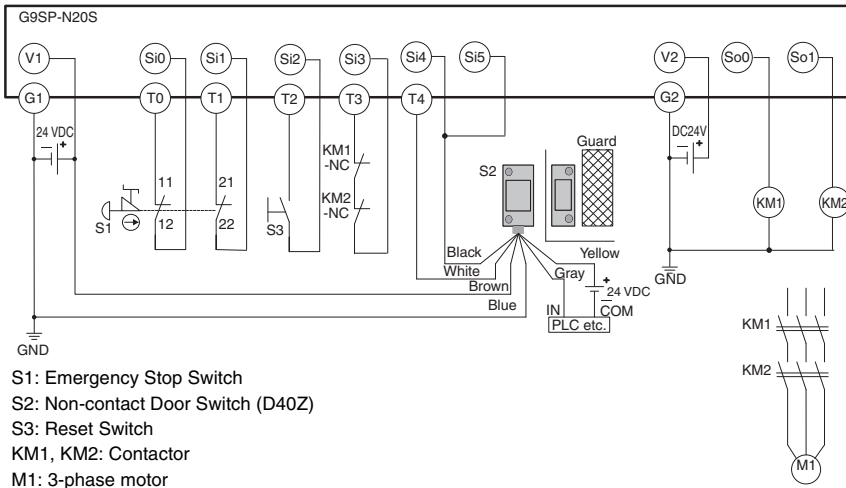 G9SP-N20S
V1 Si0 Si1 Si2 Si3 Si4 Si5 V2 So0 So1
G1 T0 T1 T2 T3 T4 G2
24 VDC
KM1
-NC
KM2
-NC
11
12
21
22
S1
S3
S2
Guard
DC24V
KM1
KM2
Black
White
Brown
Blue
Yellow
Gray
24 VDC
IN
COM
PLC etc.
GND
GND
KM1
KM2
M1
S1: Emergency Stop Switch
S2: Non-contact Door Switch (D40Z)
S3: Reset Switch
KM1, KM2: Contactor
M1: 3-phase motor